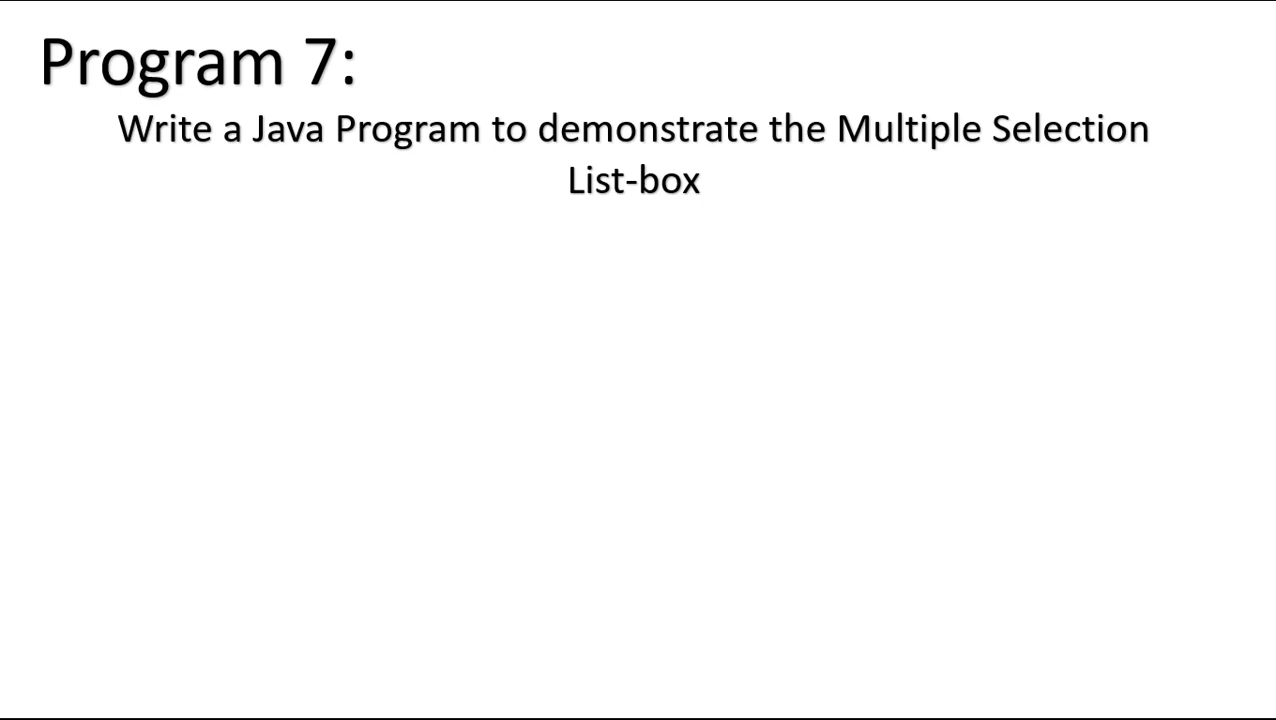 Program 7:
Write a Java Program to demonstrate the Multiple Selection
List-box